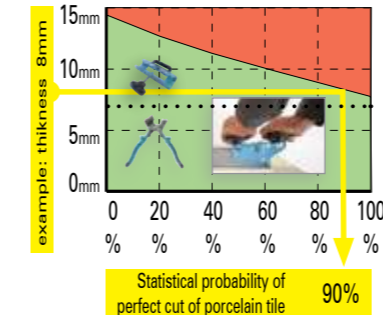 15mm
10mm
5mm
0mm
example: thikness 8mm
0 20 40 60 80 100
% % % % % %
Statistical probability of
perfect cut of porcelain tile
90%